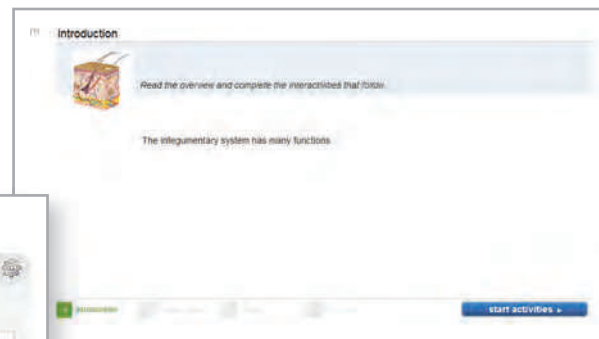 Introduction
Read the overview and complete the interactivities that follow.
The integumentary system has many functions
start activities